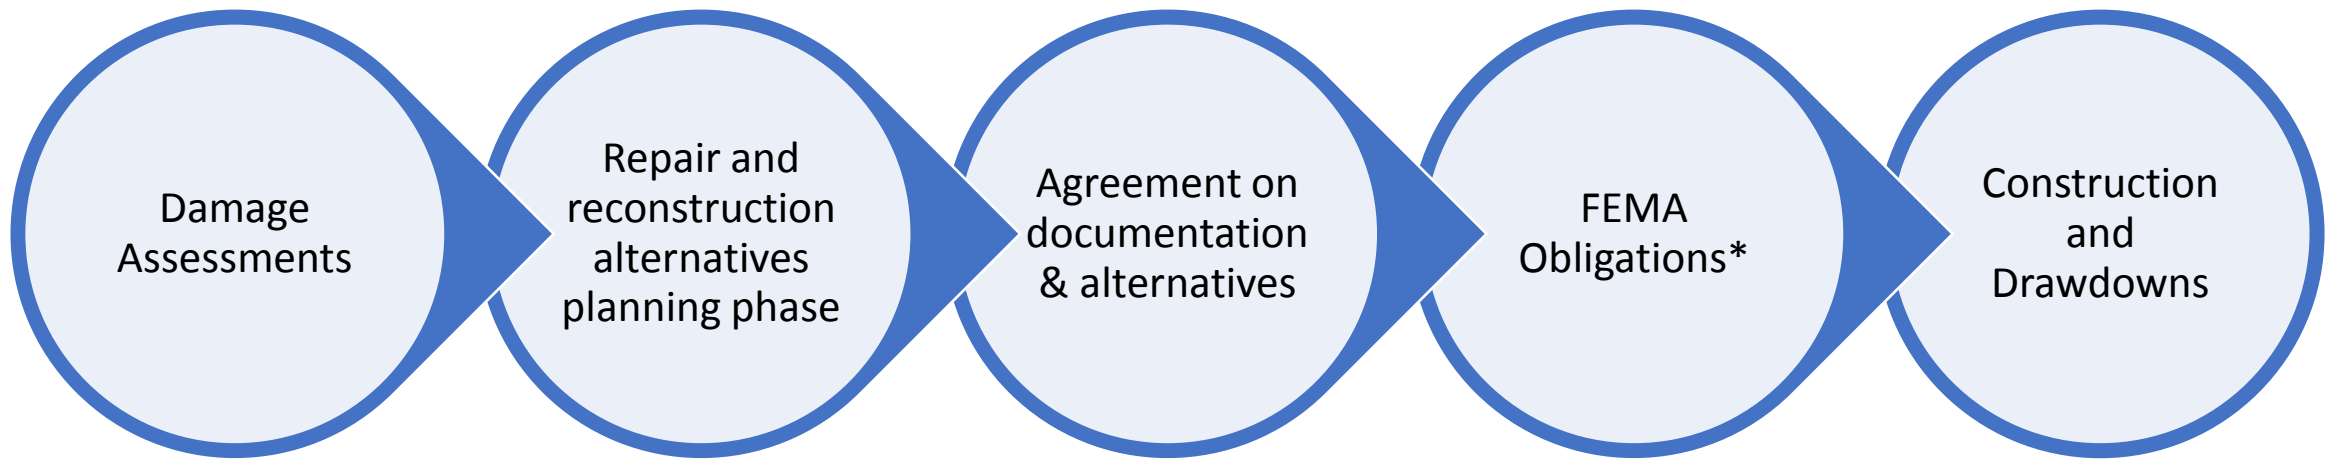 Damage
Assessments
Repair and
reconstruction
alternatives
planning phase
Agreement on
documentation
& alternatives
FEMA
Obligations*
Construction
and
Drawdowns